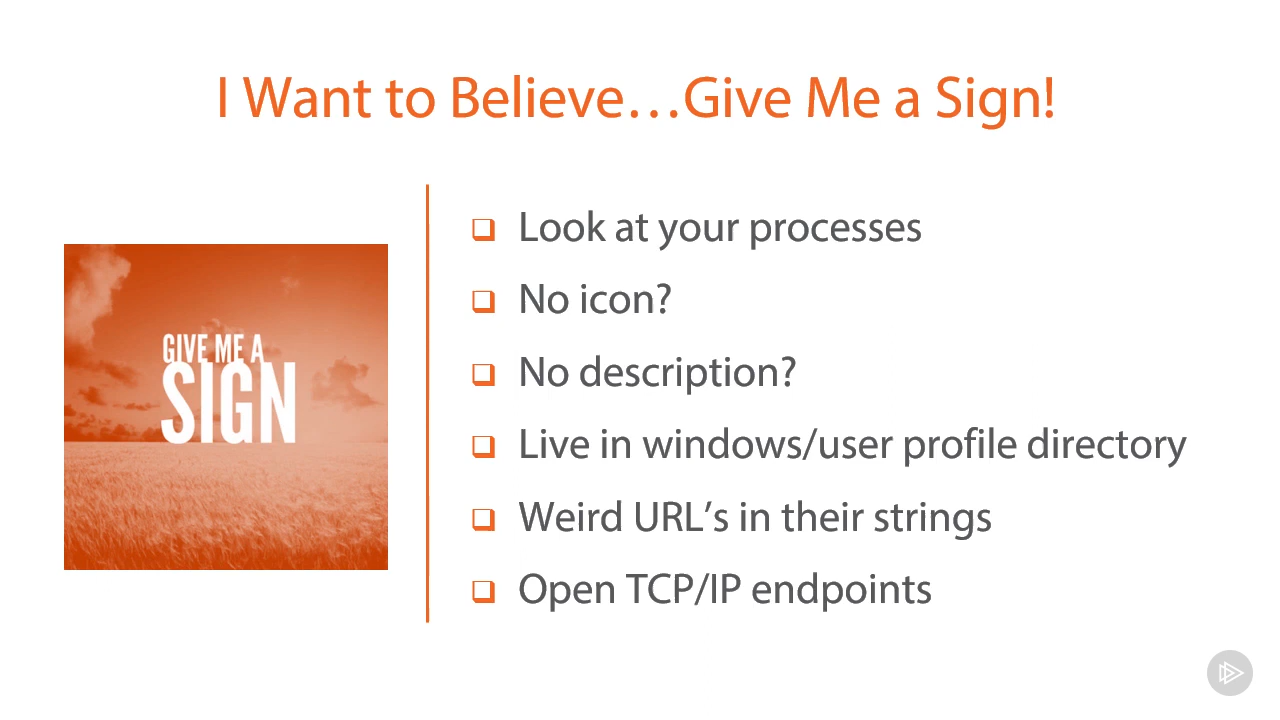 I Want to Believe…Give Me a Sign!
GIVE ME A
SIGN
Look at your processes
No icon?
No description?
Live in windows/user profile directory
Weird URL’s in their strings
Open TCP/IP endpoints